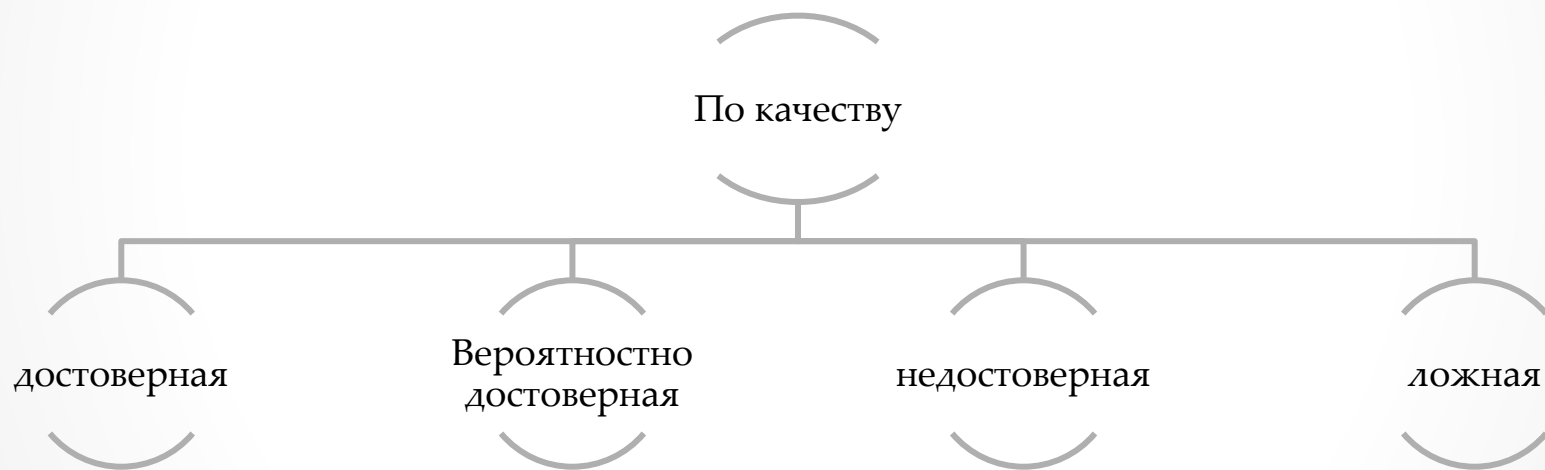 По качеству
достоверная
Вероятностно
достоверная
недостоверная
ложная